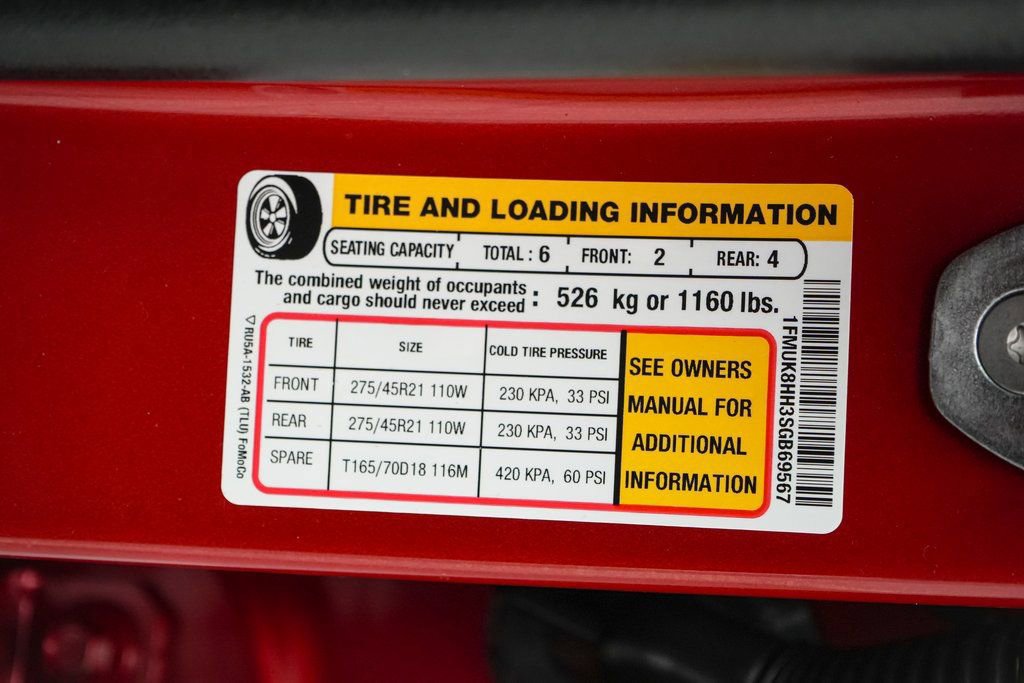 TIRE AND LOADING INFORMATION
SEATING CAPACITY TOTAL : 6 FRONT: 2 REAR: 4
The combined weight of occupants
and cargo should never exceed : 526 kg or 1160 lbs.
TIRE SIZE COLD TIRE PRESSURE
FRONT 275/45R21 110W 230 KPA, 33 PSI
REAR 275/45R21 110W 230 KPA, 33 PSI
SPARE T165/70D18 116M 420 KPA, 60 PSI
SEE OWNERS
MANUAL FOR
ADDITIONAL
INFORMATION
1FMUK8HH3SGB69567
▽RU5A-1532-AB (TLU) FoMoCo